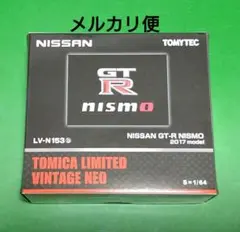 メルカリ便
NISSAN
TOMYTEC
GT
R
nismo
LV-N153b
NISSAN GT-R NISMO
2017 model
TOMICA LIMITED
VINTAGE NEO
S=1/64